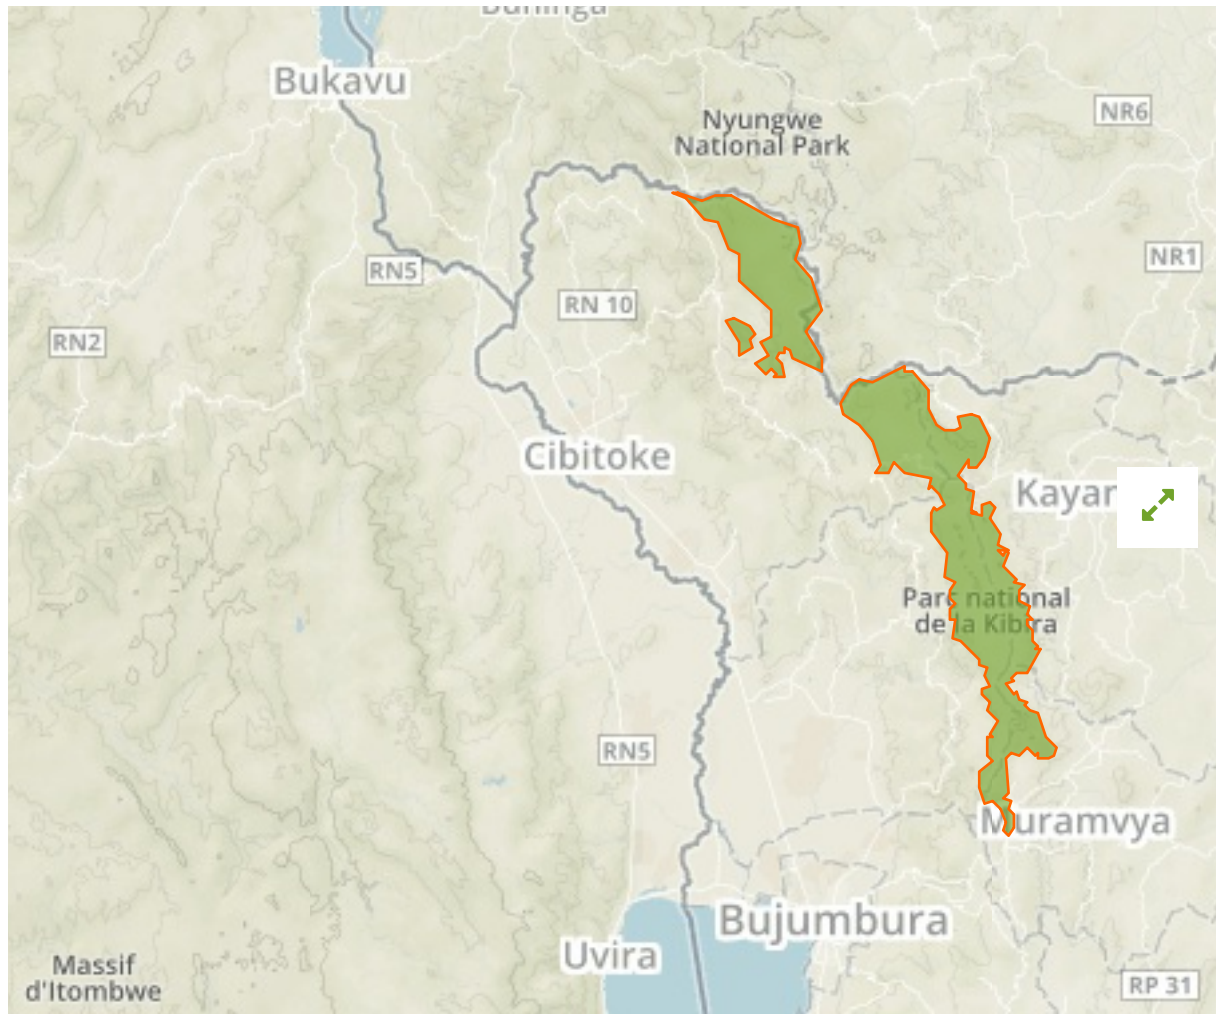 Bukavu
Nyungwe
National Park
NR6
RN5
NR1
RN 10
RN2
Cibitoke
Kayan
Parc national
de la Kibira
RN5
Muramvya
Bujumbura
Uvira
Massif
d'Itombwe
RP 31